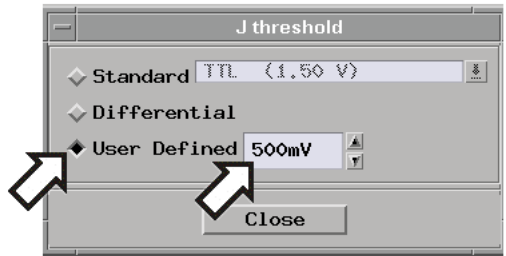 J threshold
Standard TTL (1.50 V)
Differential
User Defined 500mV
Close